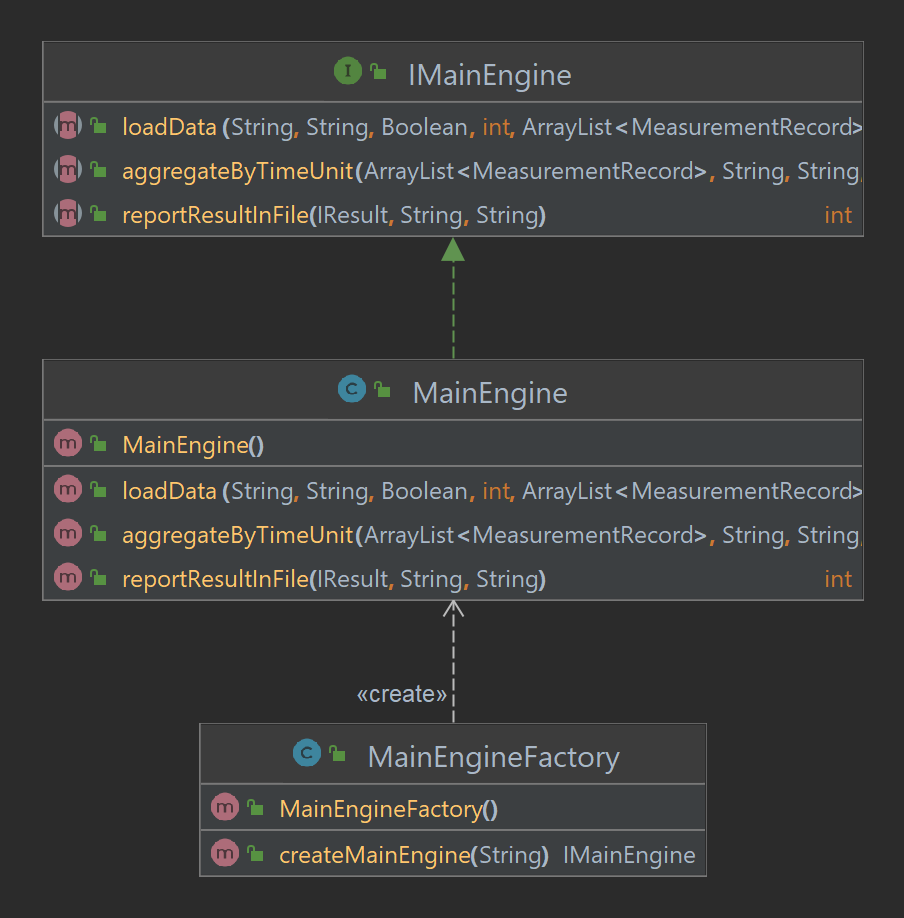 I IMainEngine
m loadData (String, String, Boolean, int, ArrayList<MeasurementRecord>
m aggregateByTimeUnit(ArrayList<MeasurementRecord>, String, String,
m reportResultInFile(IResult, String, String) int
C MainEngine
m MainEngine()
m loadData (String, String, Boolean, int, ArrayList<MeasurementRecord>
m aggregateByTimeUnit(ArrayList<MeasurementRecord>, String, String,
m reportResultInFile(IResult, String, String) int
«create»
C MainEngineFactory
m MainEngineFactory()
m createMainEngine(String) IMainEngine